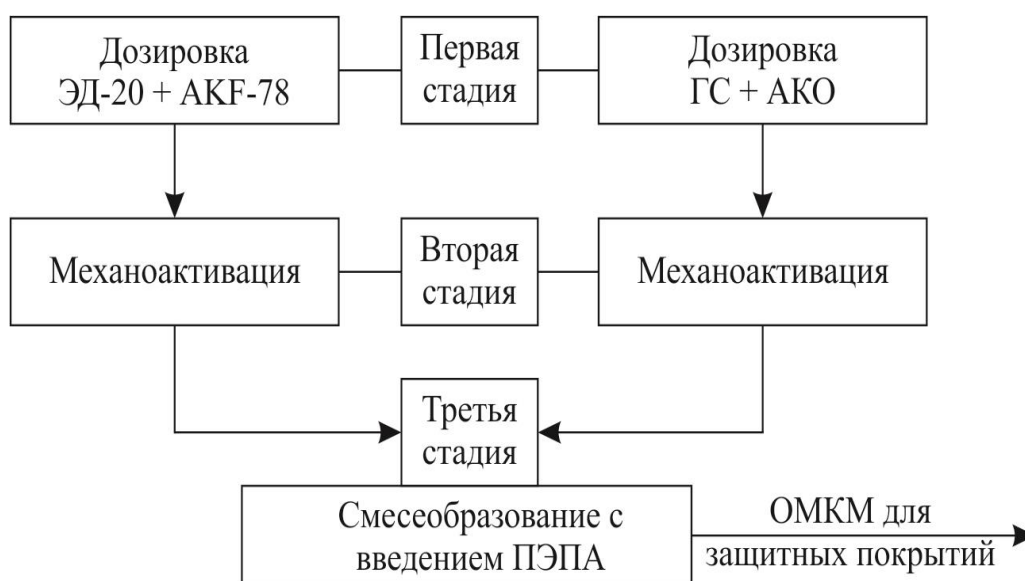 Дозировка
ЭД-20 + AKF-78
Первая
стадия
Дозировка
ГС + АКО
Механоактивация
Вторая
стадия
Механоактивация
Третья
стадия
Смесеобразование с
введением ПЭПА
ОМКМ для
защитных покрытий